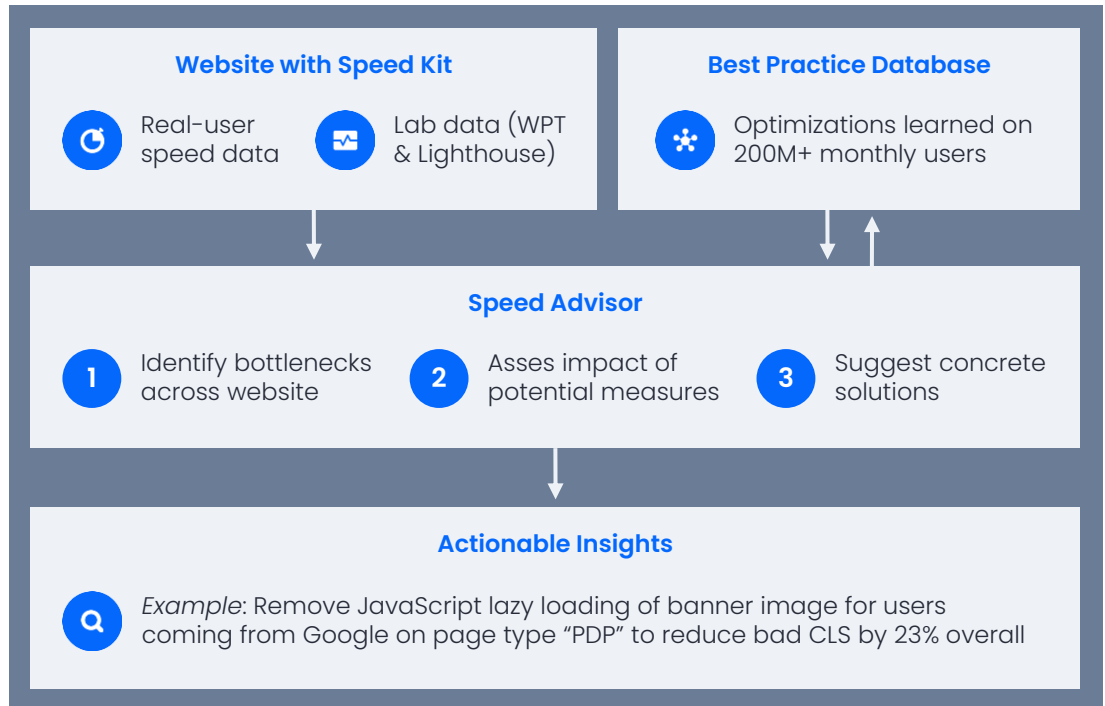 Website with Speed Kit
Real-user
speed data
Lab data (WPT
& Lighthouse)
Best Practice Database
Optimizations learned on
200M+ monthly users
Speed Advisor
1
Identify bottlenecks
across website
2
Asses impact of
potential measures
3
Suggest concrete
solutions
Actionable Insights
Example: Remove JavaScript lazy loading of banner image for users
coming from Google on page type “PDP” to reduce bad CLS by 23% overall